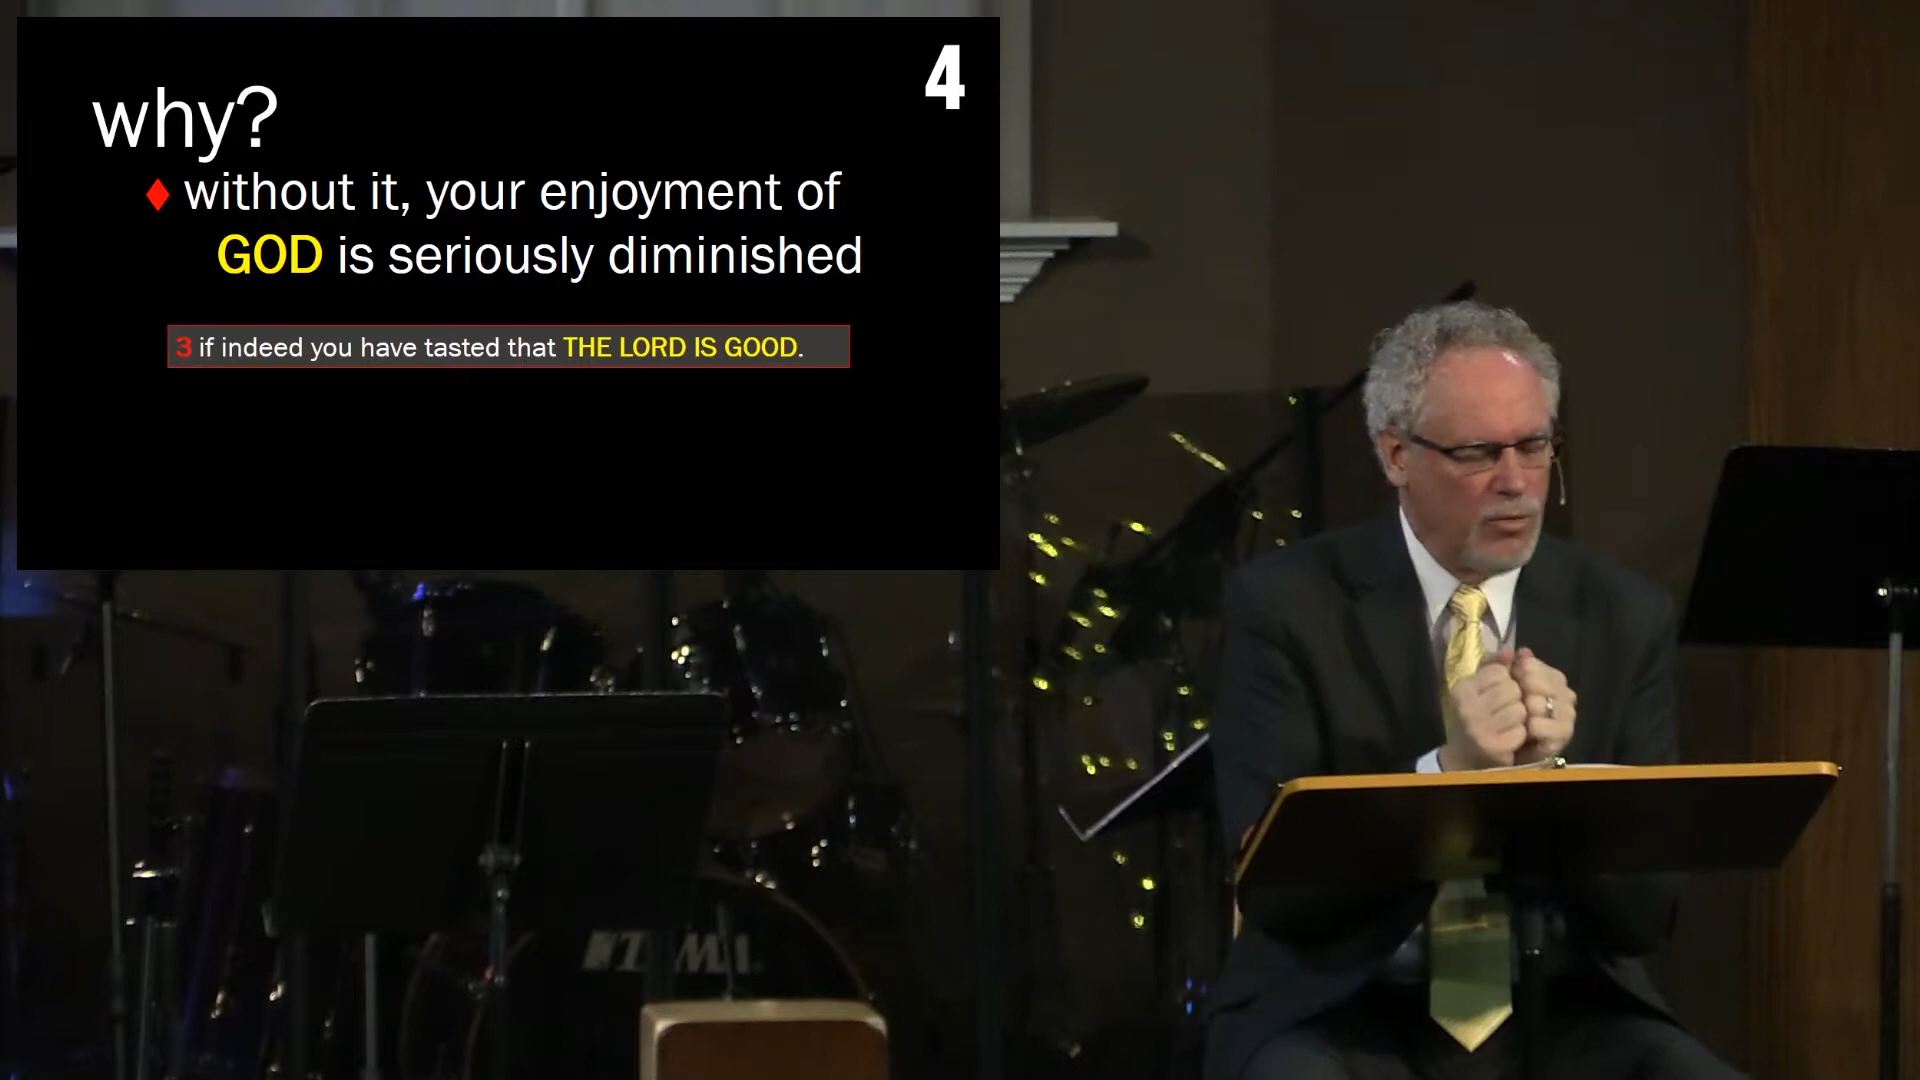 4
why?
♦ without it, your enjoyment of
GOD is seriously diminished
3 if indeed you have tasted that THE LORD IS GOOD.
TAMA